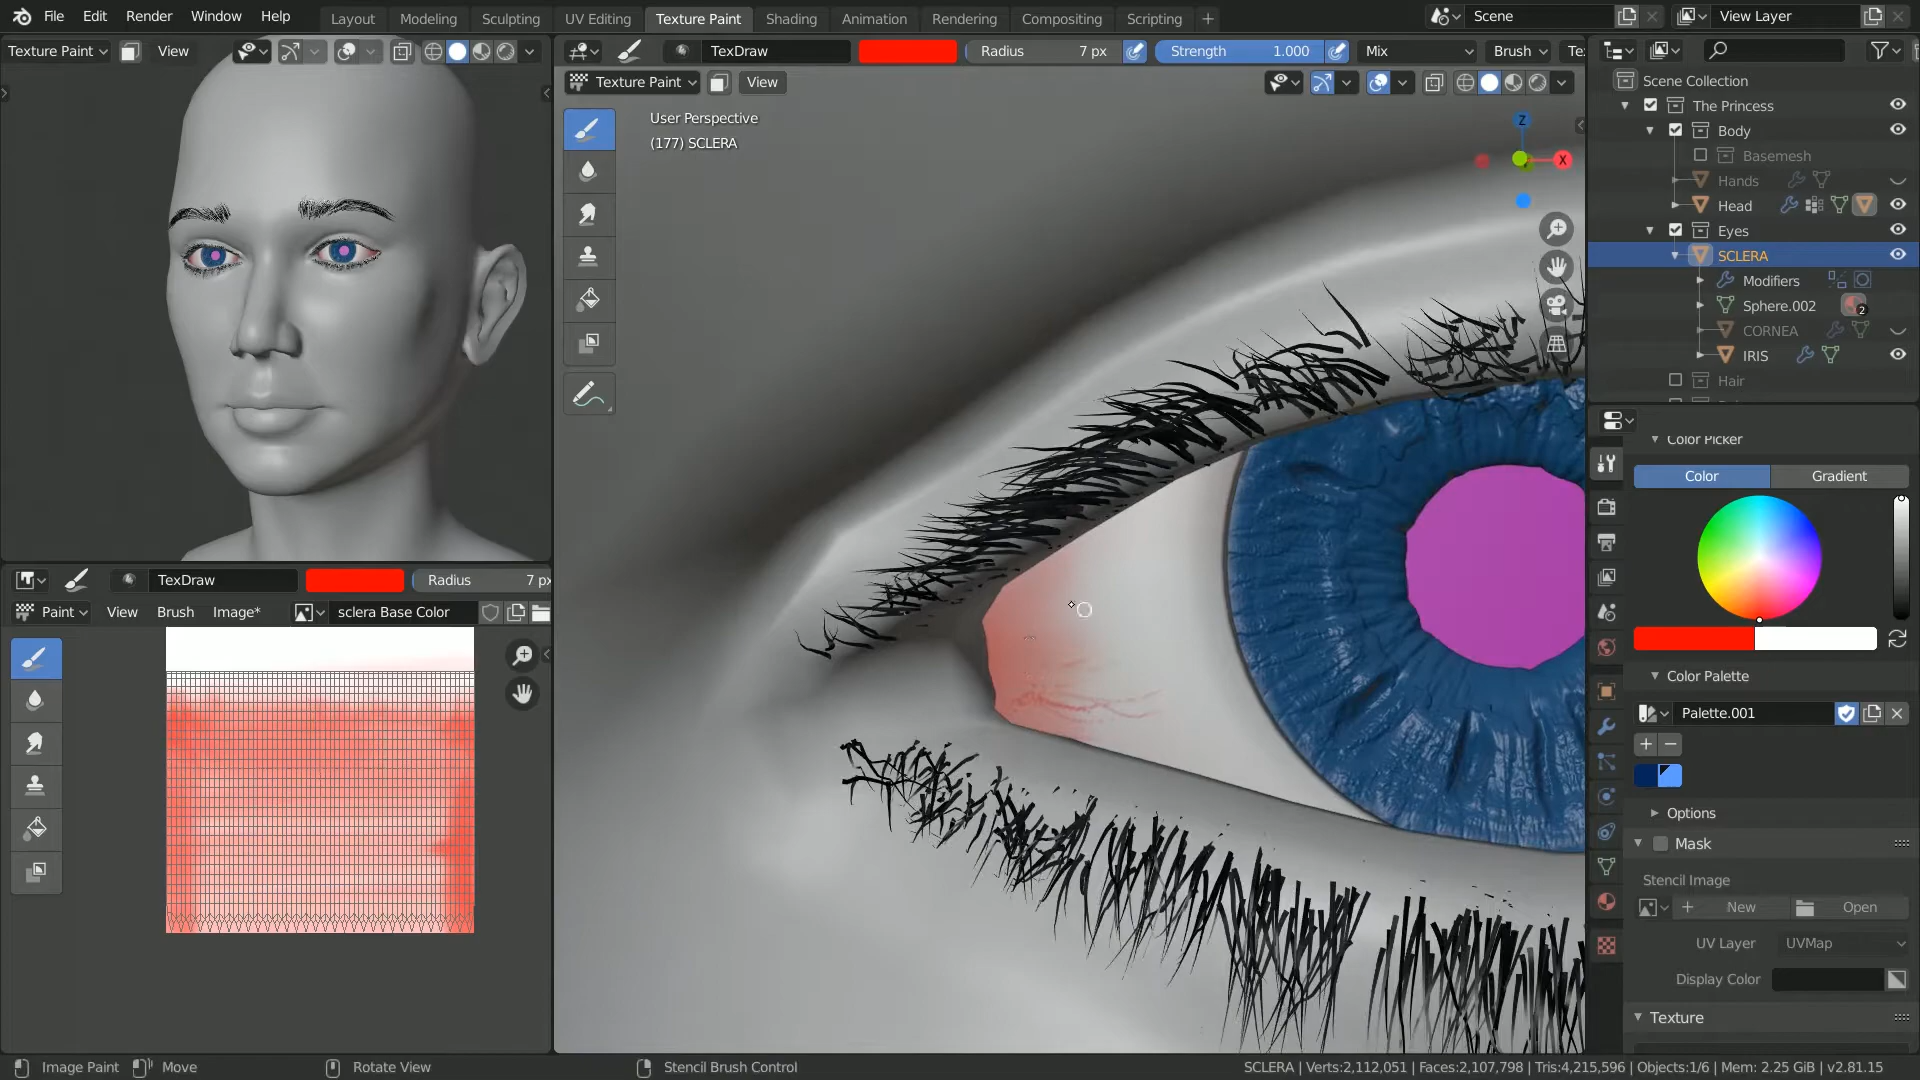 File Edit Render Window Help
Layout Modeling Sculpting UV Editing Texture Paint Shading Animation Rendering Compositing Scripting +
Scene
View Layer
Texture Paint View
TexDraw Radius 7 px Strength 1.000 Mix Brush Te
Texture Paint View
User Perspective
(177) SCLERA
Z
X
Scene Collection
The Princess
Body
Basemesh
Hands
Head
Eyes
SCLERA
Modifiers
Sphere.002 2
CORNEA
IRIS
Hair
Color Picker
Color Gradient
Color Palette
Palette.001
Options
Mask
Stencil Image
New Open
UV Layer UVMap
Display Color
Texture
TexDraw Radius 7 px
Paint View Brush Image* sclera Base Color
Image Paint Move Rotate View Stencil Brush Control
SCLERA | Verts:2,112,051 | Faces:2,107,798 | Tris:4,215,596 | Objects:1/6 | Mem: 2.25 GiB | v2.81.15